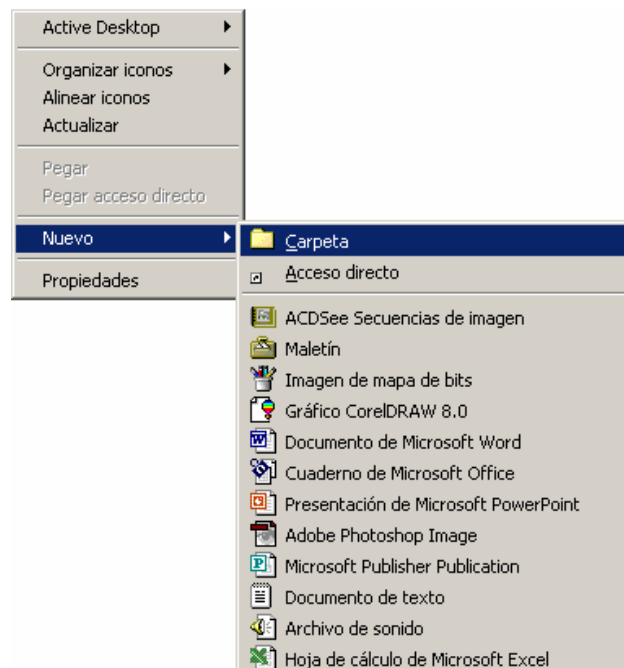 Active Desktop
Organizar iconos
Alinear iconos
Actualizar
Pegar
Pegar acceso directo
Nuevo
Propiedades
Carpeta
Acceso directo
ACDSee Secuencias de imagen
Maletín
Imagen de mapa de bits
Gráfico CorelDRAW 8.0
Documento de Microsoft Word
Cuaderno de Microsoft Office
Presentación de Microsoft PowerPoint
Adobe Photoshop Image
Microsoft Publisher Publication
Documento de texto
Archivo de sonido
Hoja de cálculo de Microsoft Excel